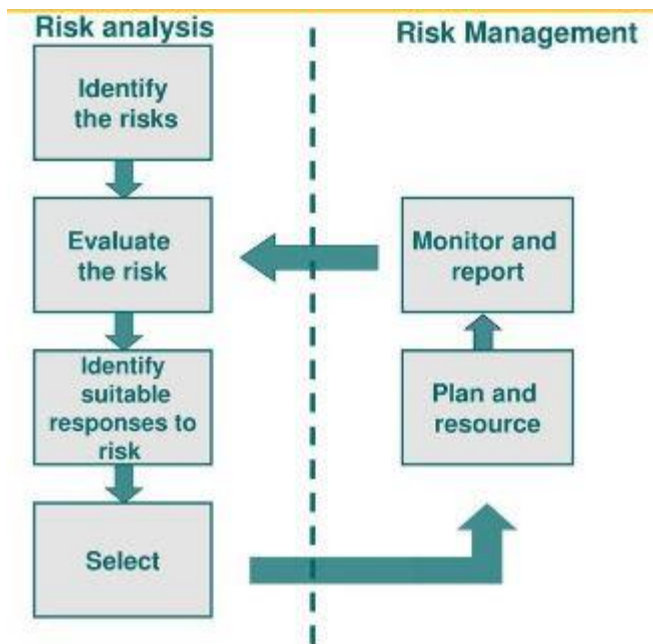 Risk analysis
Identify
the risks
Evaluate
the risk
Identify
suitable
responses to
risk
Select
Risk Management
Monitor and
report
Plan and
resource